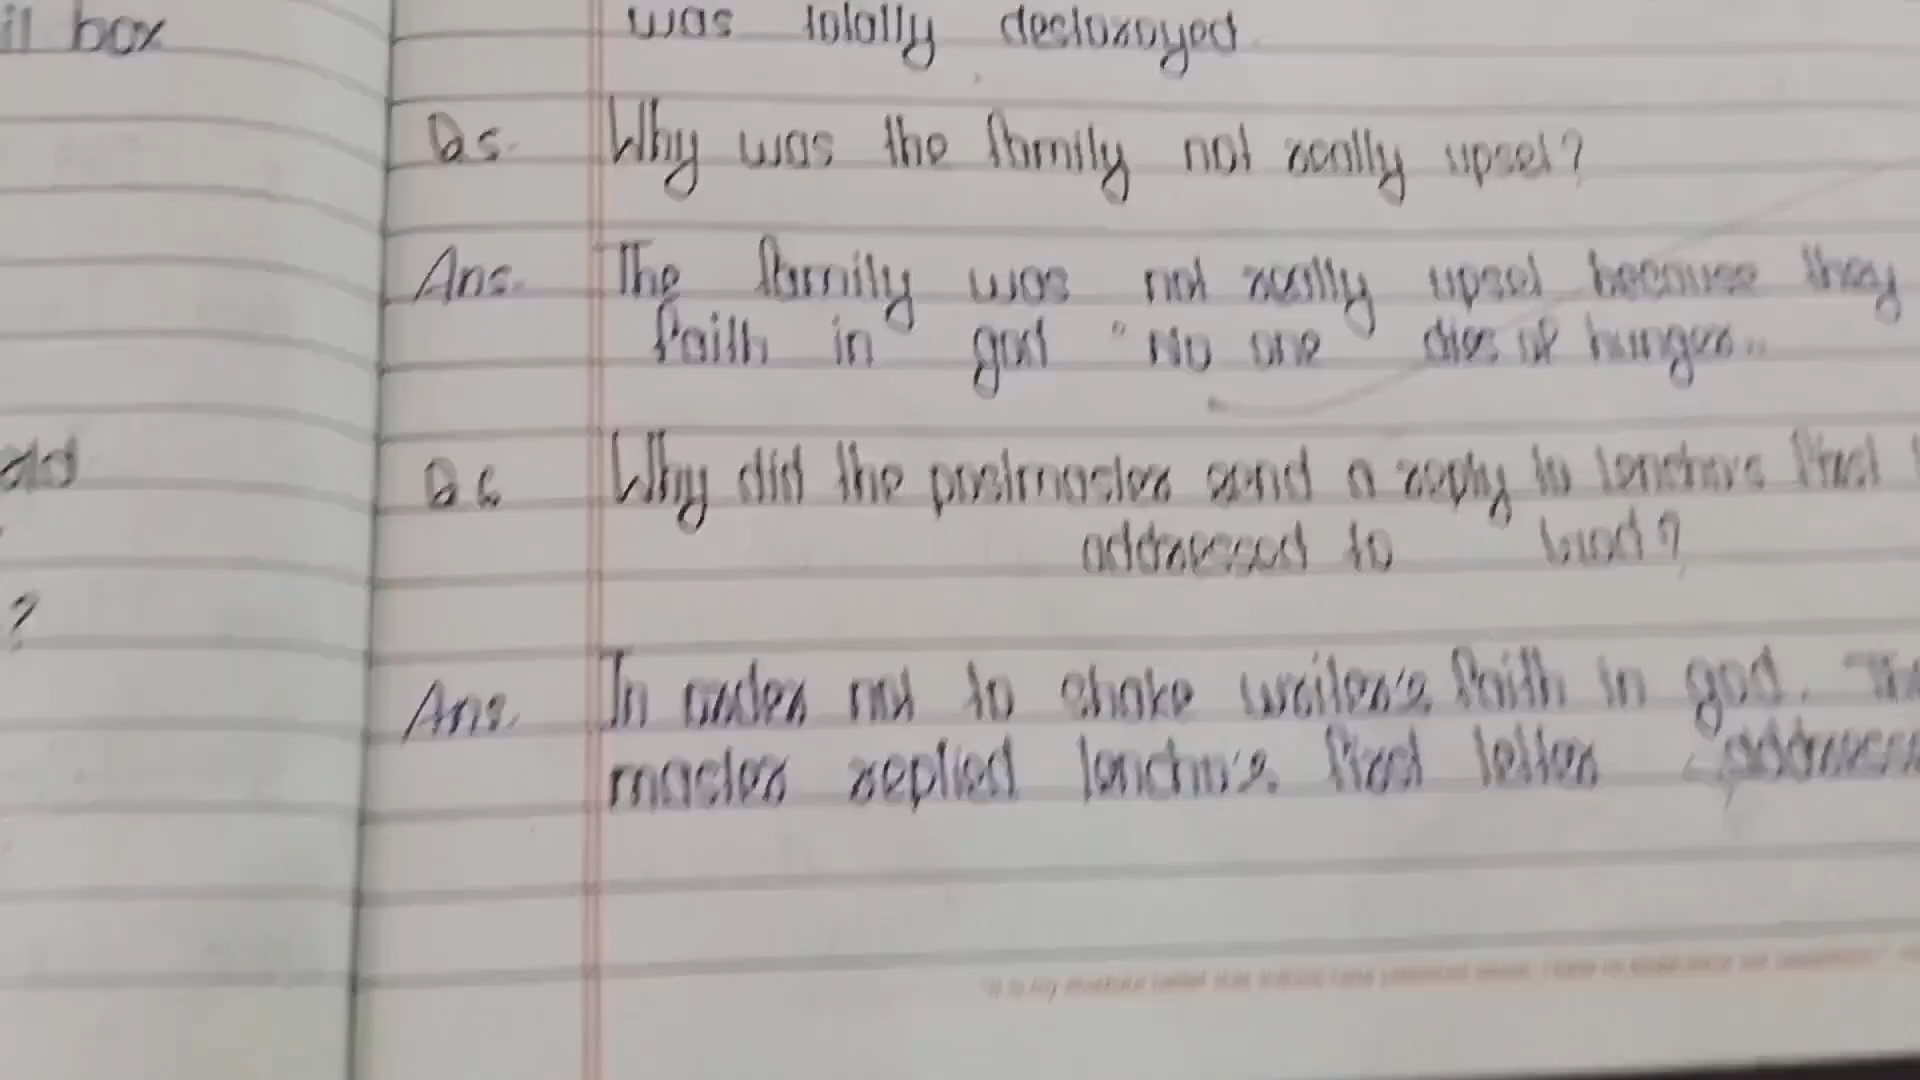 il box
was totally destoroyed
Q5. Why was the family not really upset?
Ans. The family was not really upset because they
faith in god "No one dies of hunger..
Q6 Why did the postmaster send a reply to lencho's first
addressed to God?
?
Ans. In order not to shake writer's faith in god.
master replied lencho's first letter